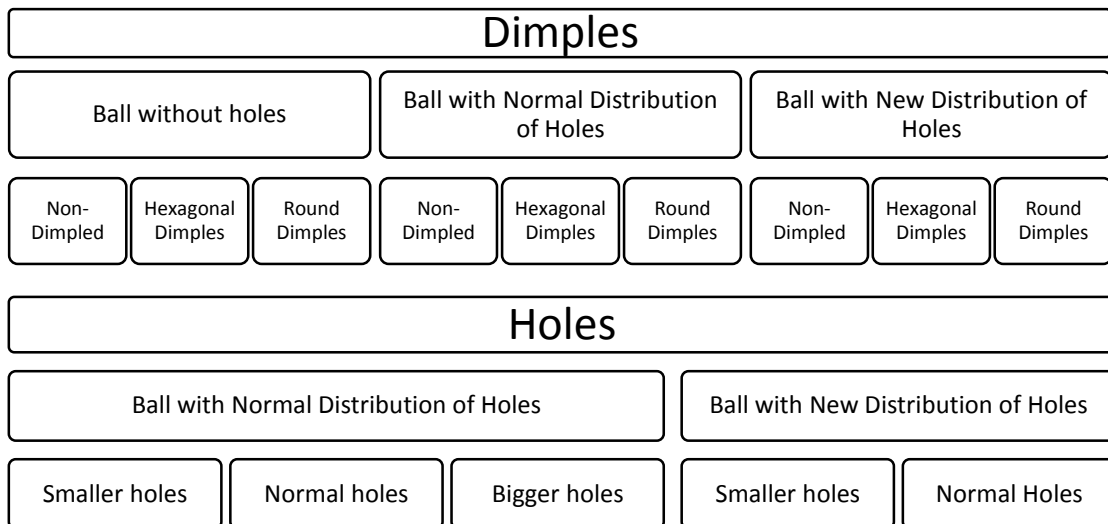 Dimples
Ball without holes
Ball with Normal Distribution
of Holes
Ball with New Distribution of
Holes
Non-
Dimpled
Hexagonal
Dimples
Round
Dimples
Non-
Dimpled
Hexagonal
Dimples
Round
Dimples
Non-
Dimpled
Hexagonal
Dimples
Round
Dimples
Holes
Ball with Normal Distribution of Holes
Ball with New Distribution of Holes
Smaller holes
Normal holes
Bigger holes
Smaller holes
Normal Holes